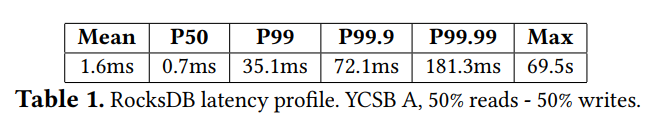 Mean P50 P99 P99.9 P99.99 Max
1.6ms 0.7ms 35.1ms 72.1ms 181.3ms 69.5s
Table 1. RocksDB latency profile. YCSB A, 50% reads - 50% writes.